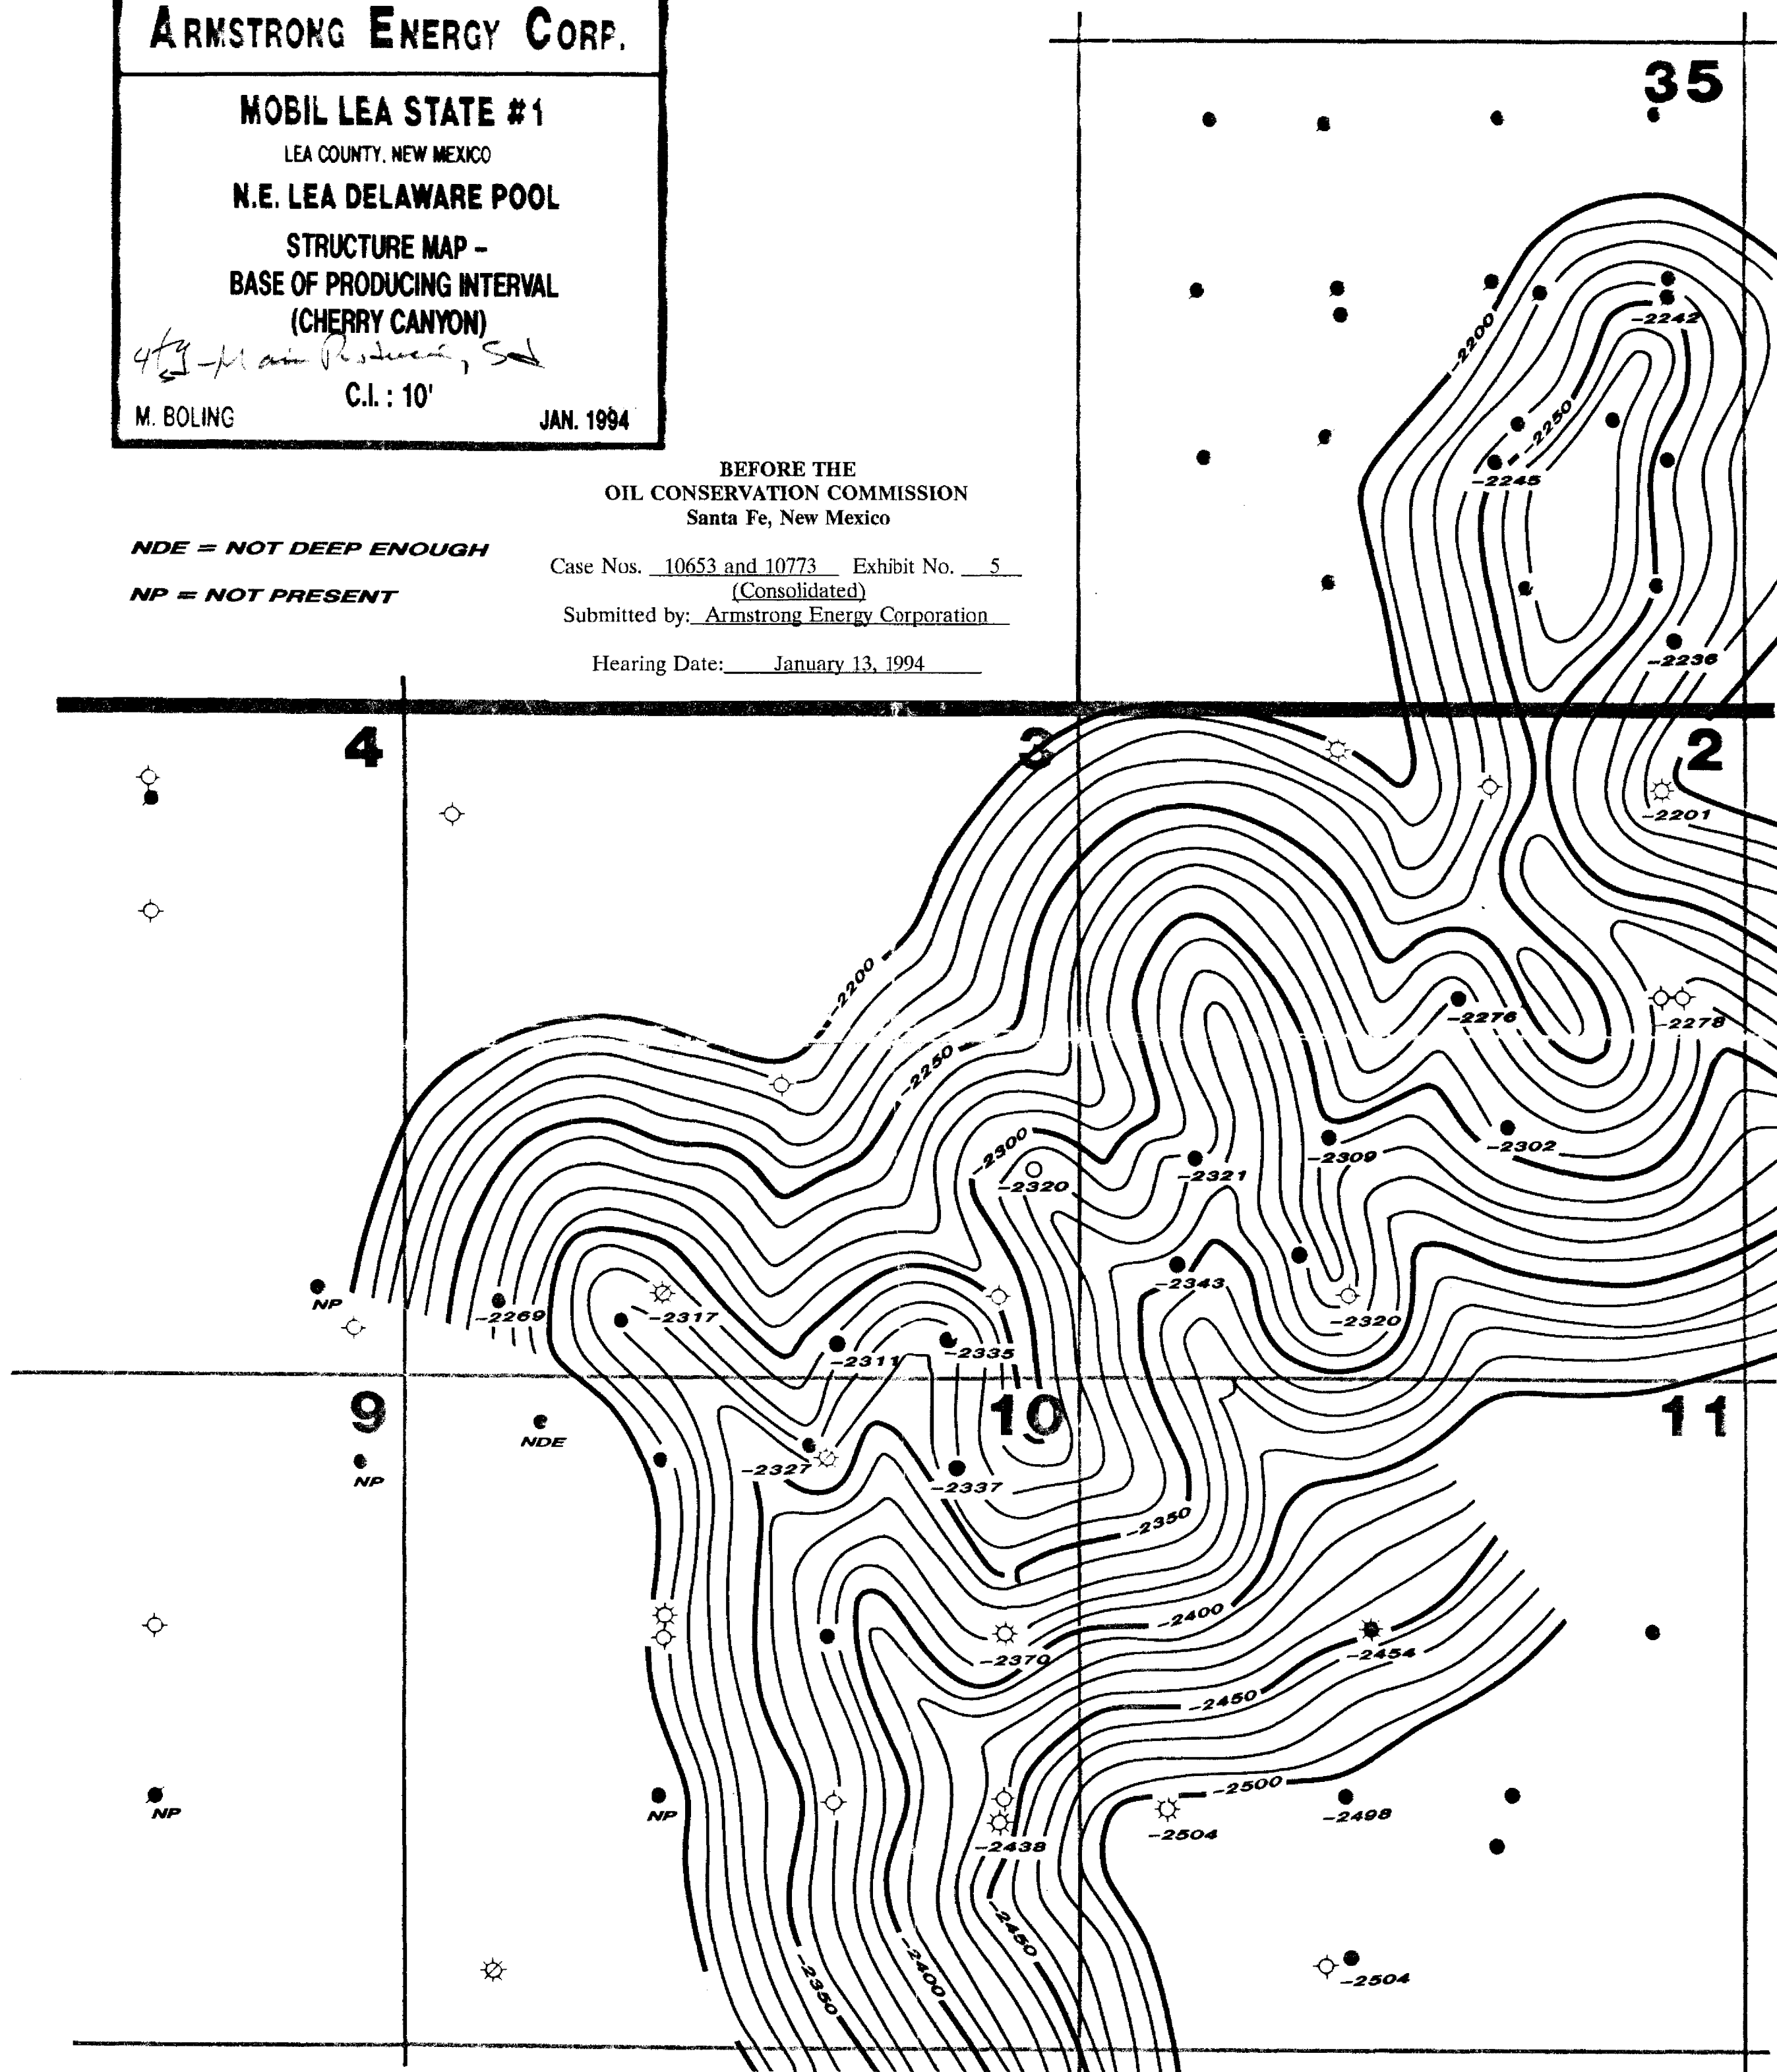 ARMSTRONG ENERGY CORP.
MOBIL LEA STATE #1
LEA COUNTY, NEW MEXICO
N.E. LEA DELAWARE POOL
STRUCTURE MAP -
BASE OF PRODUCING INTERVAL
(CHERRY CANYON)
Main
C.I. : 10'
M. BOLING JAN. 1994
BEFORE THE
OIL CONSERVATION COMMISSION
Santa Fe, New Mexico
Case Nos. 10653 and 10773 Exhibit No. 5
(Consolidated)
Submitted by: Armstrong Energy Corporation
Hearing Date: January 13, 1994
NDE = NOT DEEP ENOUGH
NP = NOT PRESENT
35
-2200
-2242
-2250
-2245
-2236
4
3
2
-2201
-2200
-2276
-2278
-2250
-2300
-2302
-2309
-2320
-2321
NP
-2269
-2317
-2343
-2320
-2311
-2335
9
10
11
NDE
NP
-2327
-2337
-2350
-2400
-2370
-2454
-2450
-2500
NP
NP
-2498
-2504
-2438
-2450
-2350
-2400
-2504